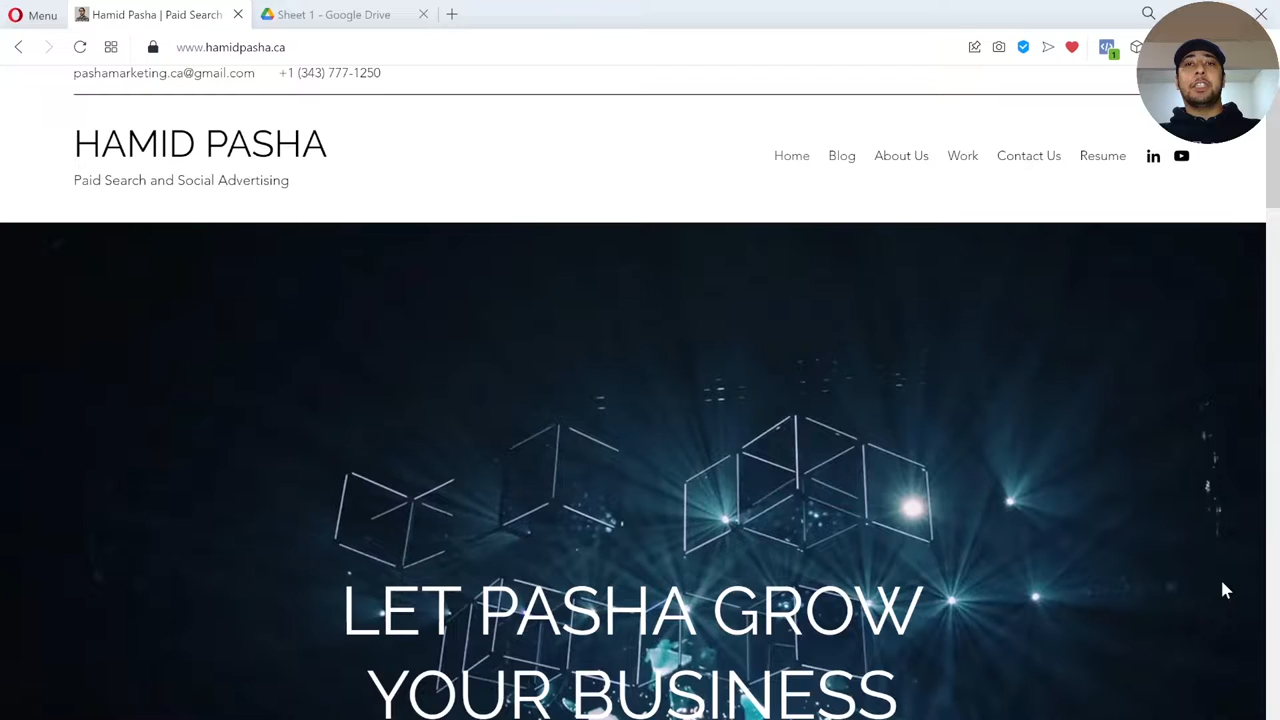 Menu
Hamid Pasha | Paid Search
Sheet 1 - Google Drive
www.hamidpasha.ca
1
pashamarketing.ca@gmail.com +1 (343) 777-1250
HAMID PASHA
Paid Search and Social Advertising
Home Blog About Us Work Contact Us Resume
in
LET PASHA GROW
YOUR BUSINESS